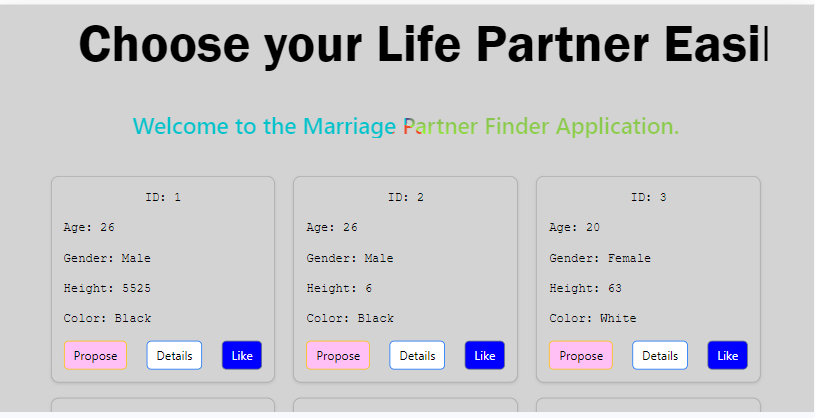 Choose your Life Partner Easil
Welcome to the Marriage Partner Finder Application.
ID: 1
Age: 26
Gender: Male
Height: 5525
Color: Black
Propose Details Like
ID: 2
Age: 26
Gender: Male
Height: 6
Color: Black
Propose Details Like
ID: 3
Age: 20
Gender: Female
Height: 63
Color: White
Propose Details Like